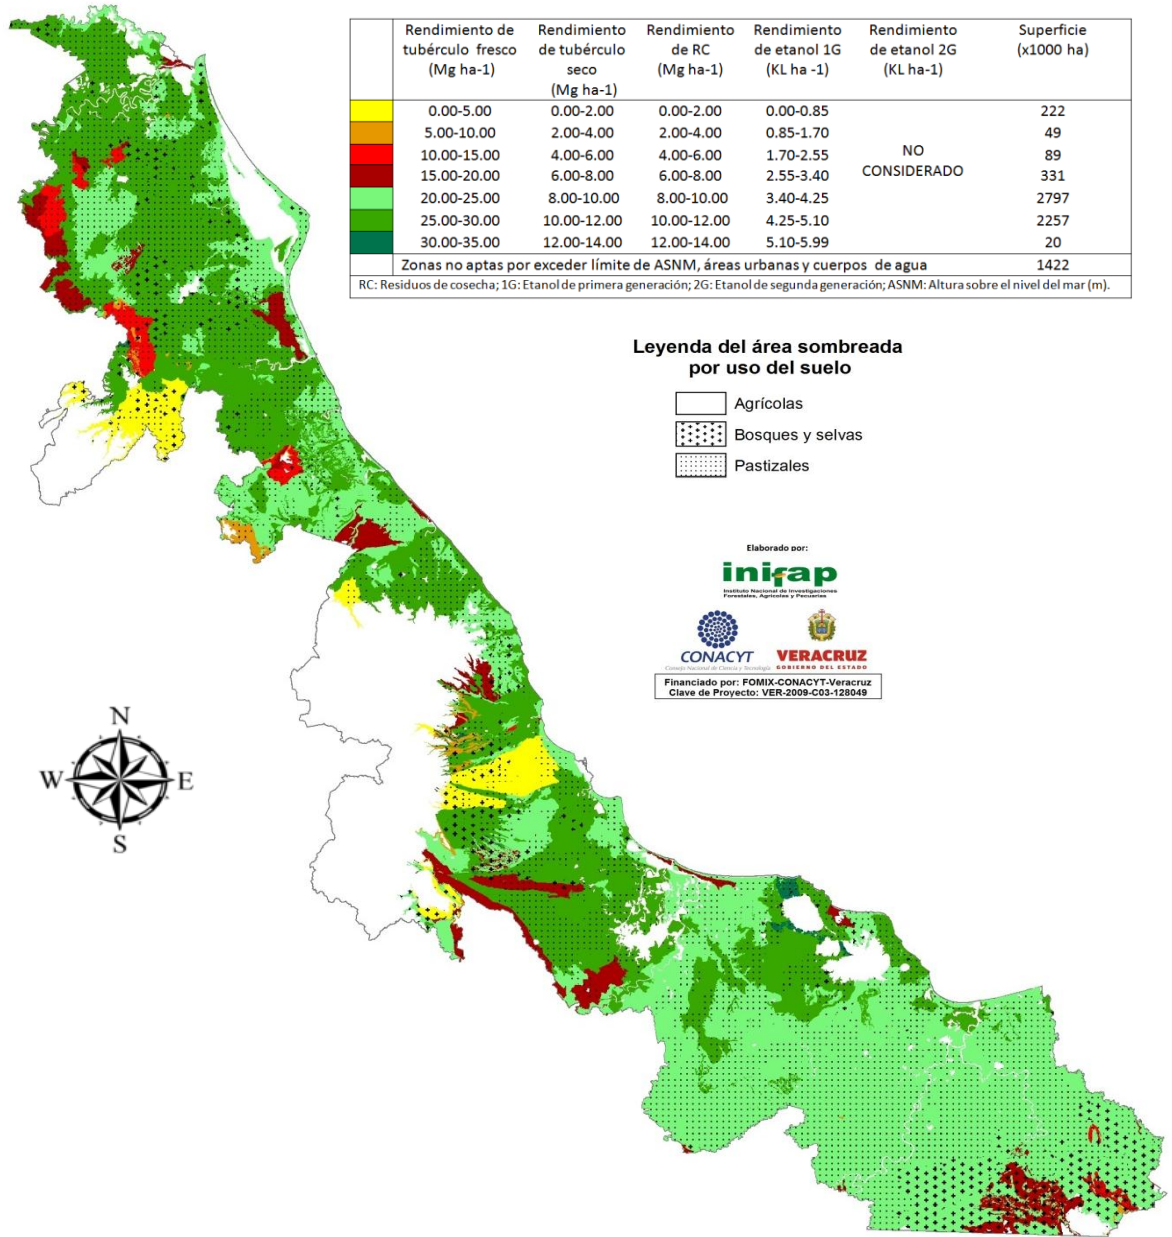 Rendimiento de tubérculo fresco (Mg ha-1) Rendimiento de tubérculo seco (Mg ha-1) Rendimiento de RC (Mg ha-1) Rendimiento de etanol 1G (KL ha -1) Rendimiento de etanol 2G (KL ha-1) Superficie (x1000 ha)
0.00-5.00 0.00-2.00 0.00-2.00 0.00-0.85 222
5.00-10.00 2.00-4.00 2.00-4.00 0.85-1.70 49
10.00-15.00 4.00-6.00 4.00-6.00 1.70-2.55 89
NO CONSIDERADO
15.00-20.00 6.00-8.00 6.00-8.00 2.55-3.40 331
20.00-25.00 8.00-10.00 8.00-10.00 3.40-4.25 2797
25.00-30.00 10.00-12.00 10.00-12.00 4.25-5.10 2257
30.00-35.00 12.00-14.00 12.00-14.00 5.10-5.99 20
Zonas no aptas por exceder límite de ASNM, áreas urbanas y cuerpos de agua 1422
RC: Residuos de cosecha; 1G: Etanol de primera generación; 2G: Etanol de segunda generación; ASNM: Altura sobre el nivel del mar (m).
Leyenda del área sombreada
por uso del suelo
Agrícolas
Bosques y selvas
Pastizales
Elaborado por:
inifap
Instituto Nacional de Investigaciones
Forestales, Agrícolas y Pecuarias
CONACYT
Consejo Nacional de Ciencia y Tecnología
VERACRUZ
GOBIERNO DEL ESTADO
Financiado por: FOMIX-CONACYT-Veracruz
Clave de Proyecto: VER-2009-C03-128049
N
W E
S